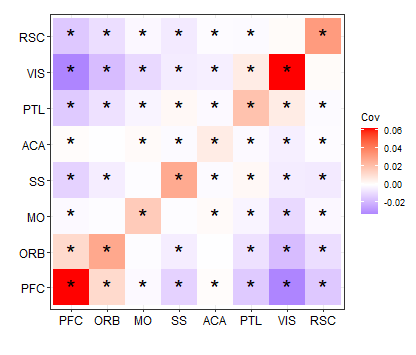 RSC * * * * * * *
VIS * * * * * * *
PTL * * * * * * * *
ACA * * * * * * *
SS * * * * * * *
MO * * * * * *
ORB * * * * * *
PFC * * * * * * * *
PFC ORB MO SS ACA PTL VIS RSC
Cov
0.06
0.04
0.02
0.00
-0.02